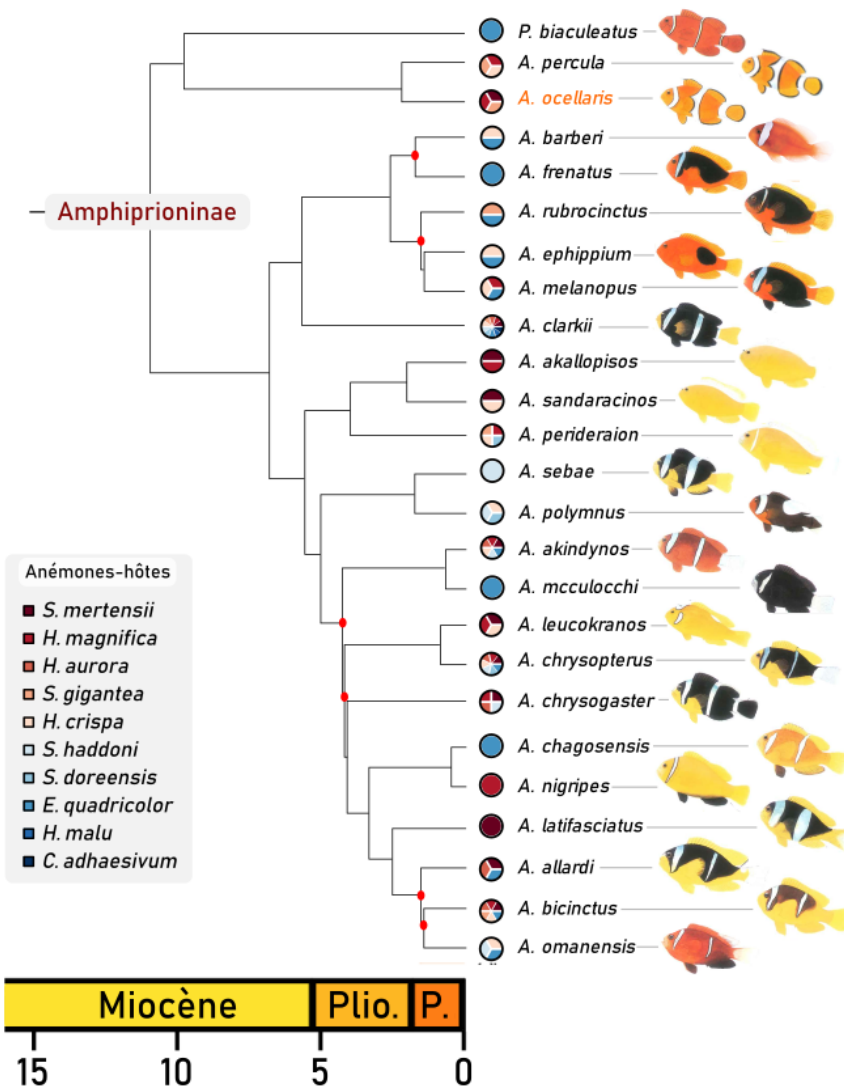 P. biaculeatus
A. percula
A. ocellaris
A. barberi
A. frenatus
Amphiprioninae
A. rubrocinctus
A. ephippium
A. melanopus
A. clarkii
A. akallopisos
A. sandaracinos
A. perideraion
A. sebae
A. polymnus
A. akindynos
A. mcculocchi
A. leucokranos
A. chrysopterus
A. chrysogaster
A. chagosensis
A. nigripes
A. latifasciatus
A. allardi
A. bicinctus
A. omanensis
Anémones-hôtes
S. mertensii
H. magnifica
H. aurora
S. gigantea
H. crispa
S. haddoni
S. doreensis
E. quadricolor
H. malu
C. adhaesivum
Miocène Plio. P.
15 10 5 0